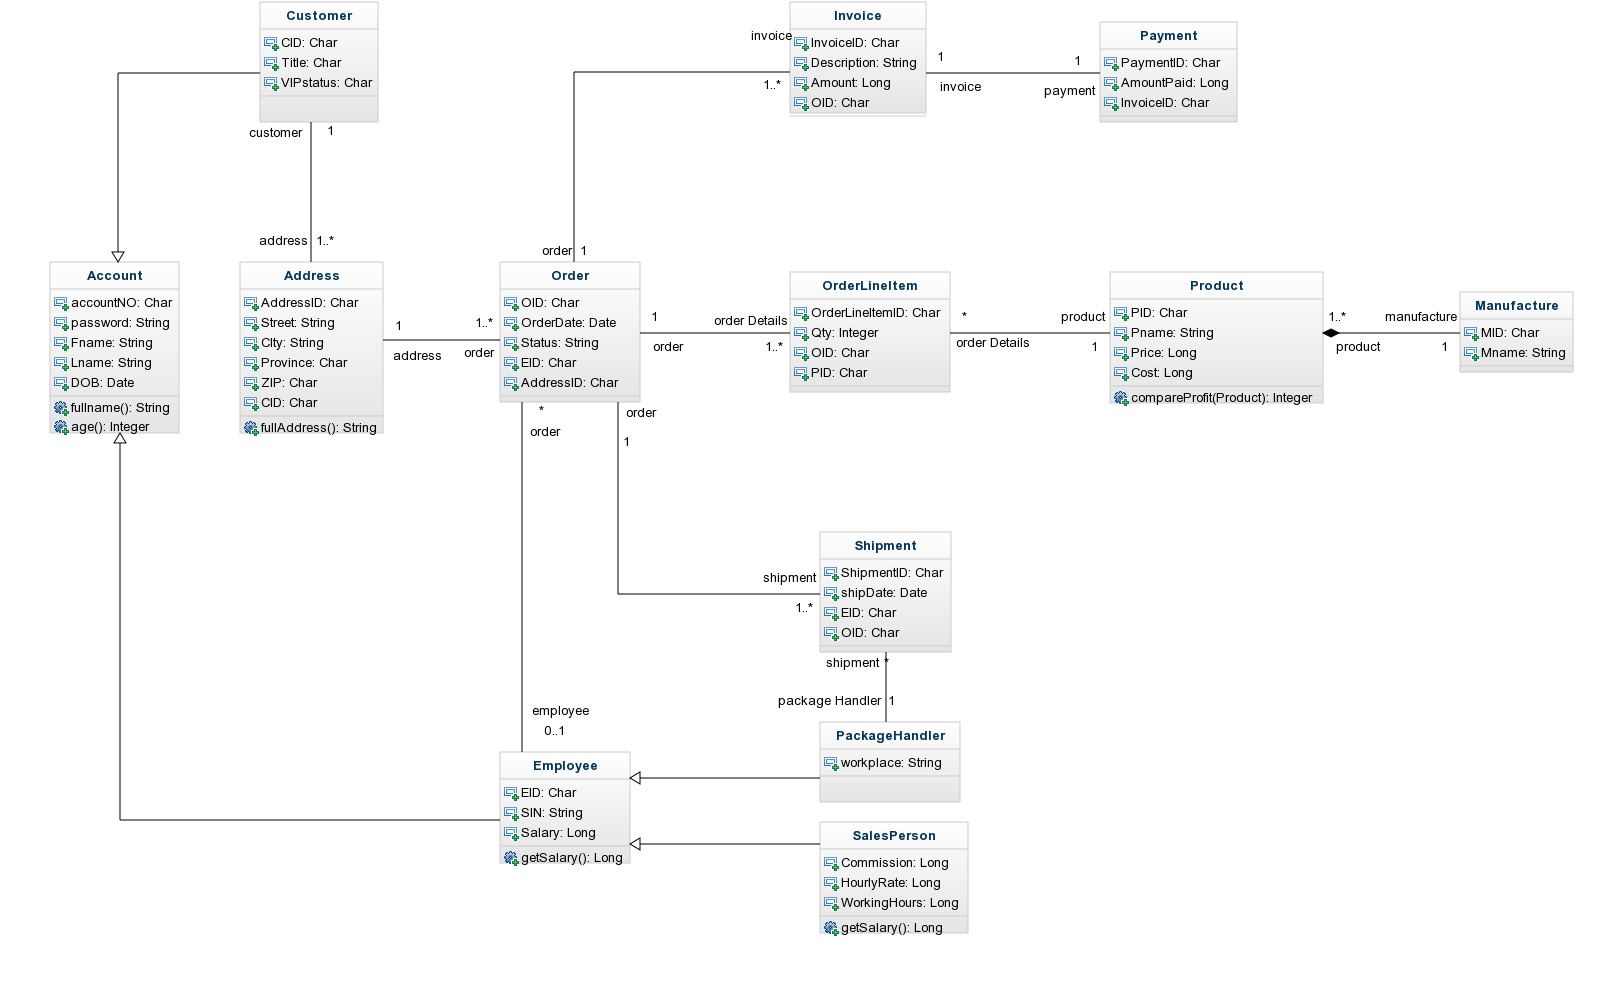 Customer
CID: Char
Title: Char
VIPstatus: Char
customer 1
address 1..*
Account
accountNO: Char
password: String
Fname: String
Lname: String
DOB: Date
fullname(): String
age(): Integer
Address
AddressID: Char
Street: String
CIty: String
Province: Char
ZIP: Char
CID: Char
fullAddress(): String
1
address
1..*
order
order 1
Order
OID: Char
OrderDate: Date
Status: String
EID: Char
AddressID: Char
invoice
1..*
Invoice
InvoiceID: Char
Description: String
Amount: Long
OID: Char
1
invoice
1
payment
Payment
PaymentID: Char
AmountPaid: Long
InvoiceID: Char
1
order
order Details
1..*
OrderLineItem
OrderLineItemID: Char
Qty: Integer
OID: Char
PID: Char
*
order Details
product
1
Product
PID: Char
Pname: String
Price: Long
Cost: Long
compareProfit(Product): Integer
1..*
product
manufacture
1
Manufacture
MID: Char
Mname: String
*
order
order
1
shipment
1..*
Shipment
ShipmentID: Char
shipDate: Date
EID: Char
OID: Char
shipment *
package Handler 1
employee
0..1
Employee
EID: Char
SIN: String
Salary: Long
getSalary(): Long
PackageHandler
workplace: String
SalesPerson
Commission: Long
HourlyRate: Long
WorkingHours: Long
getSalary(): Long